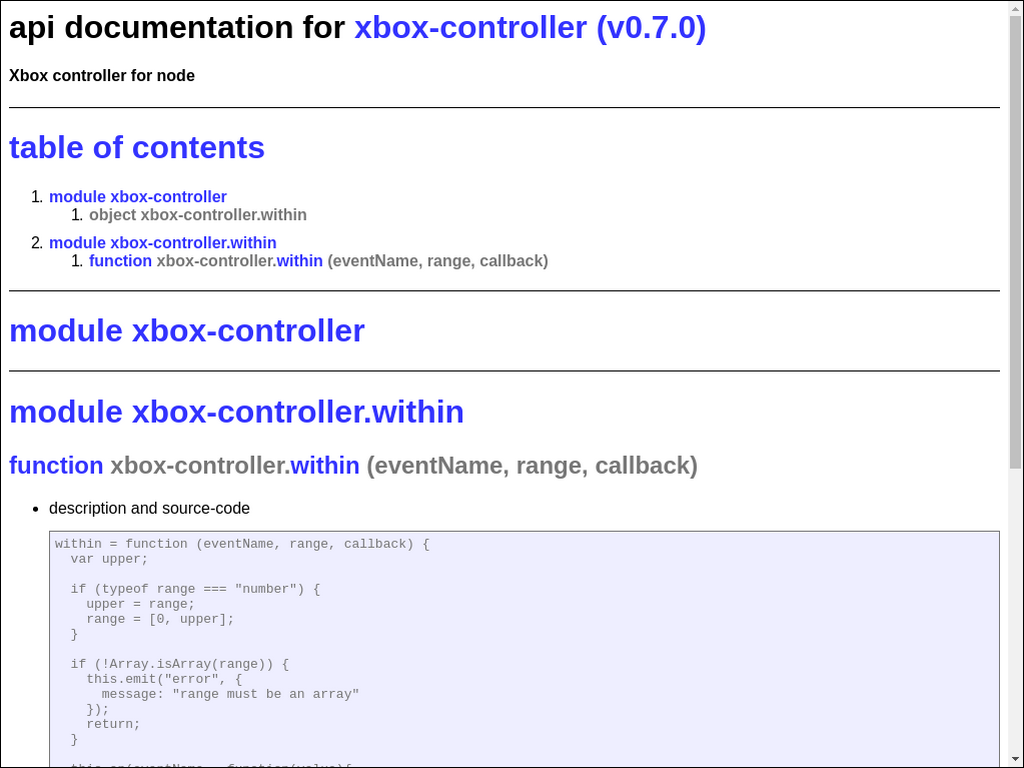 api documentation for xbox-controller (v0.7.0)
Xbox controller for node
table of contents
1. module xbox-controller
1. object xbox-controller.within
2. module xbox-controller.within
1. function xbox-controller.within (eventName, range, callback)
module xbox-controller
module xbox-controller.within
function xbox-controller.within (eventName, range, callback)
• description and source-code
within = function (eventName, range, callback) {
  var upper;
  if (typeof range === "number") {
    upper = range;
    range = [0, upper];
  }
  if (!Array.isArray(range)) {
    this.emit("error", {
      message: "range must be an array"
    });
    return;
  }